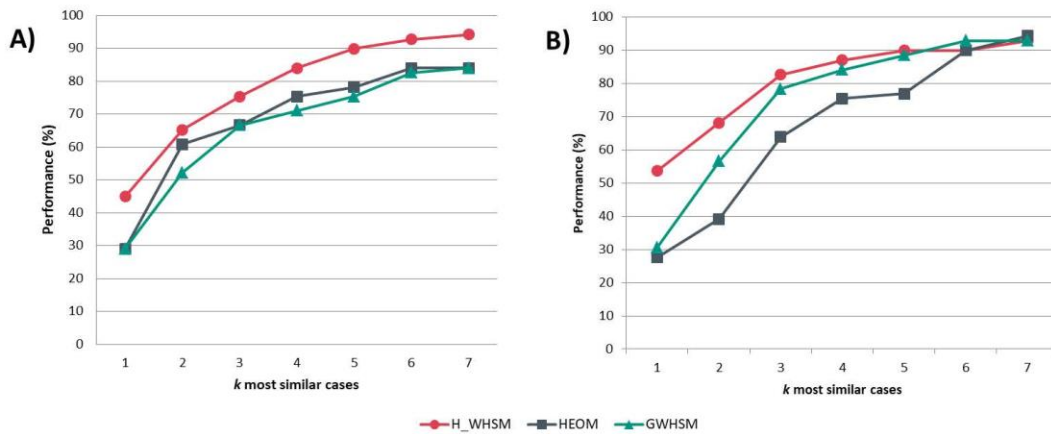 A)
Performance (%)
100
90
80
70
60
50
40
30
20
10
0
1 2 3 4 5 6 7
k most similar cases
B)
Performance (%)
100
90
80
70
60
50
40
30
20
10
0
1 2 3 4 5 6 7
k most similar cases
H_WHSM HEOM GWHSM